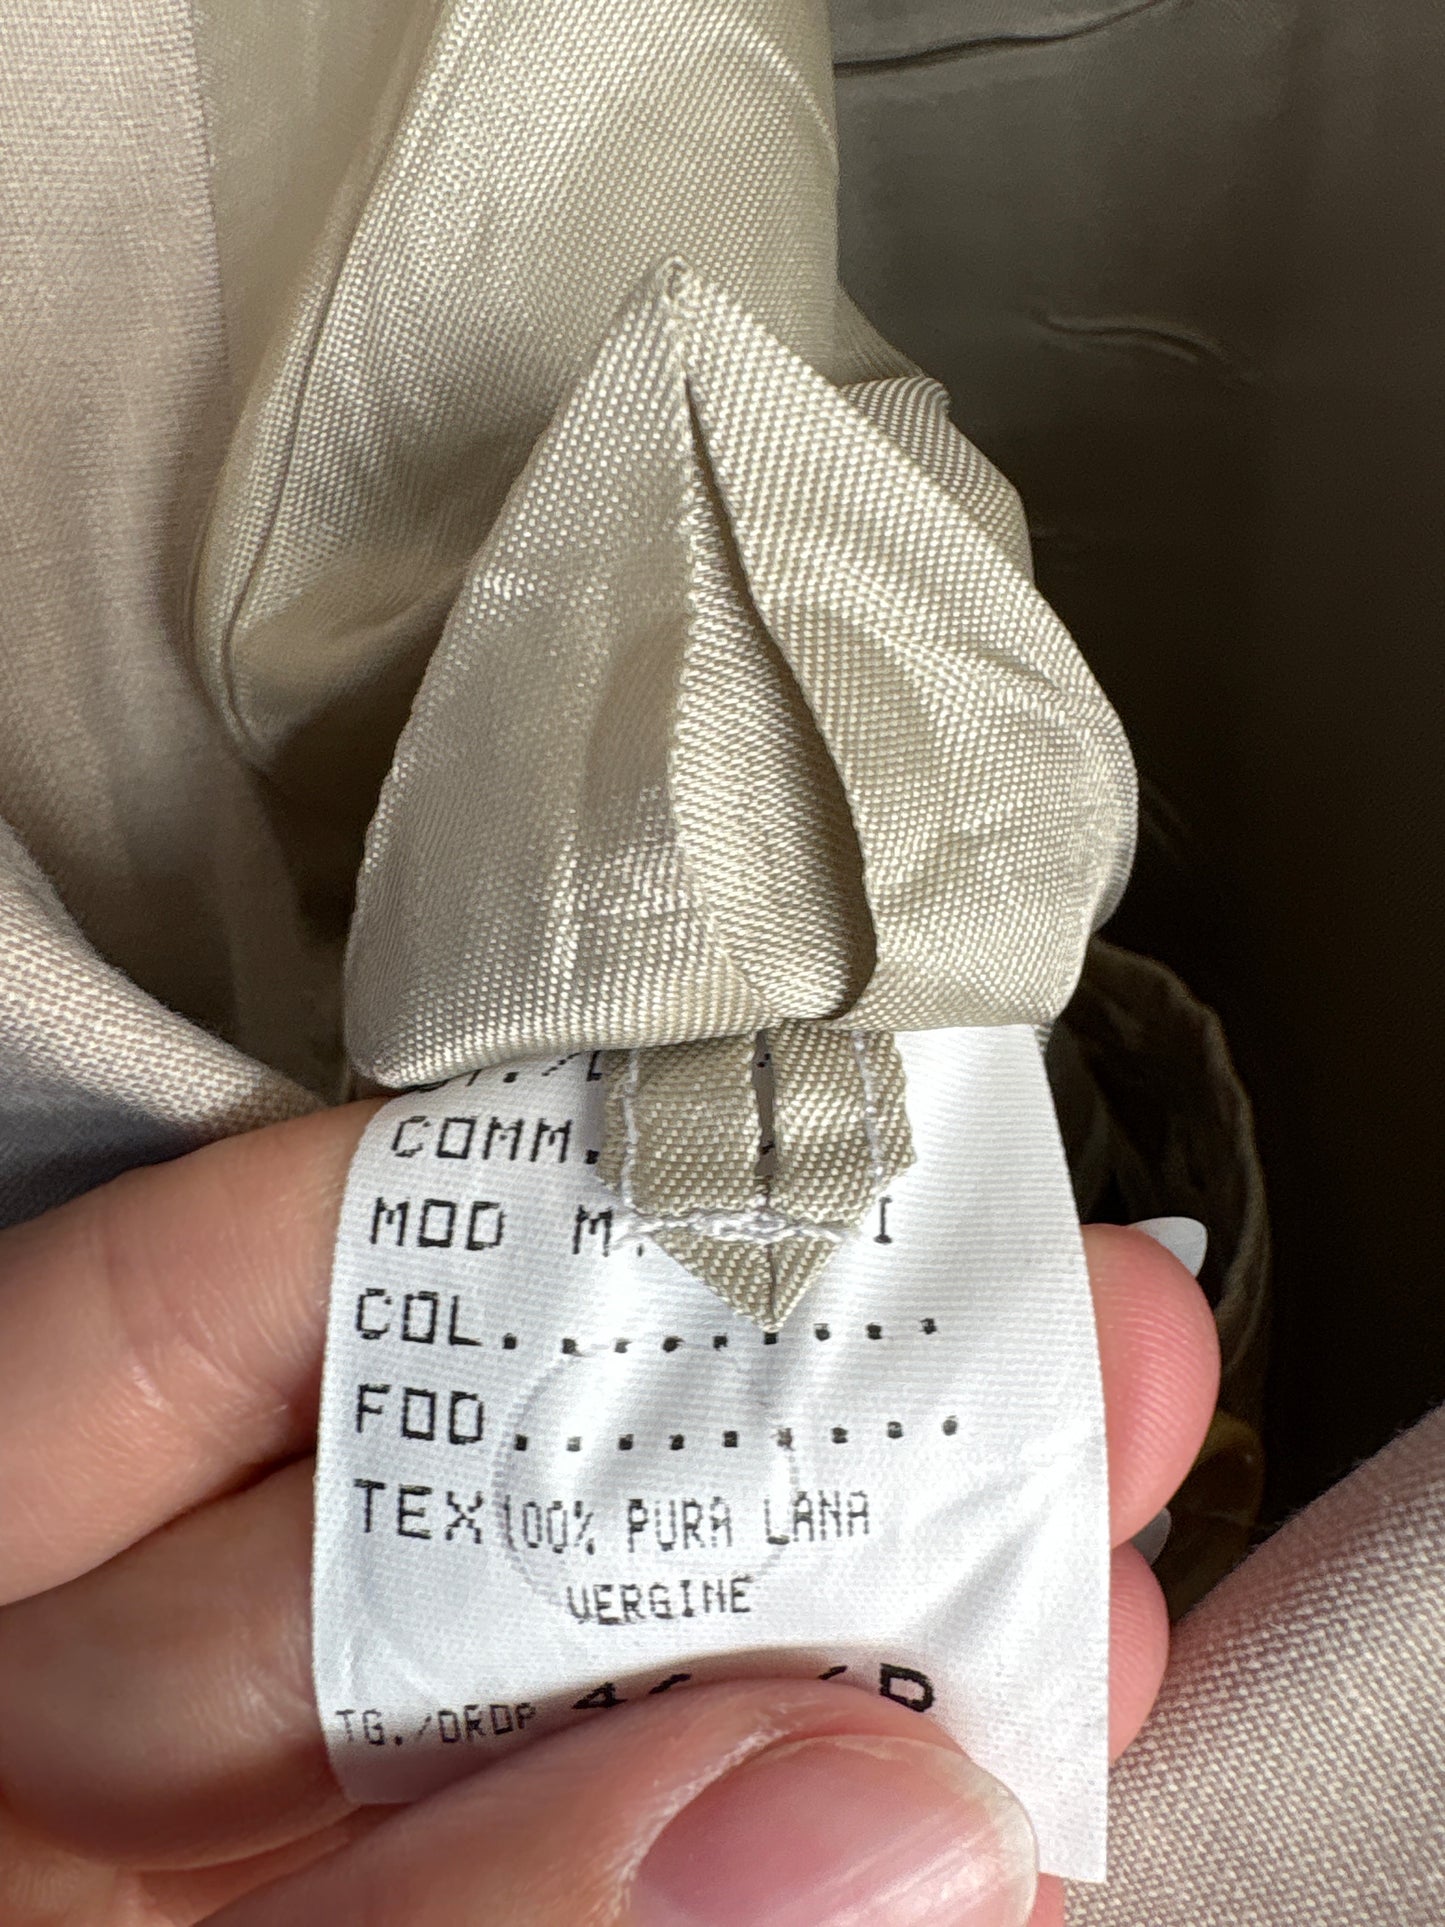 COMM.
MOD M. I
COL. . . . . . . . .
FOD . . . . . . . . .
TEX 100% PURA LANA
VERGINE
TG./DROP